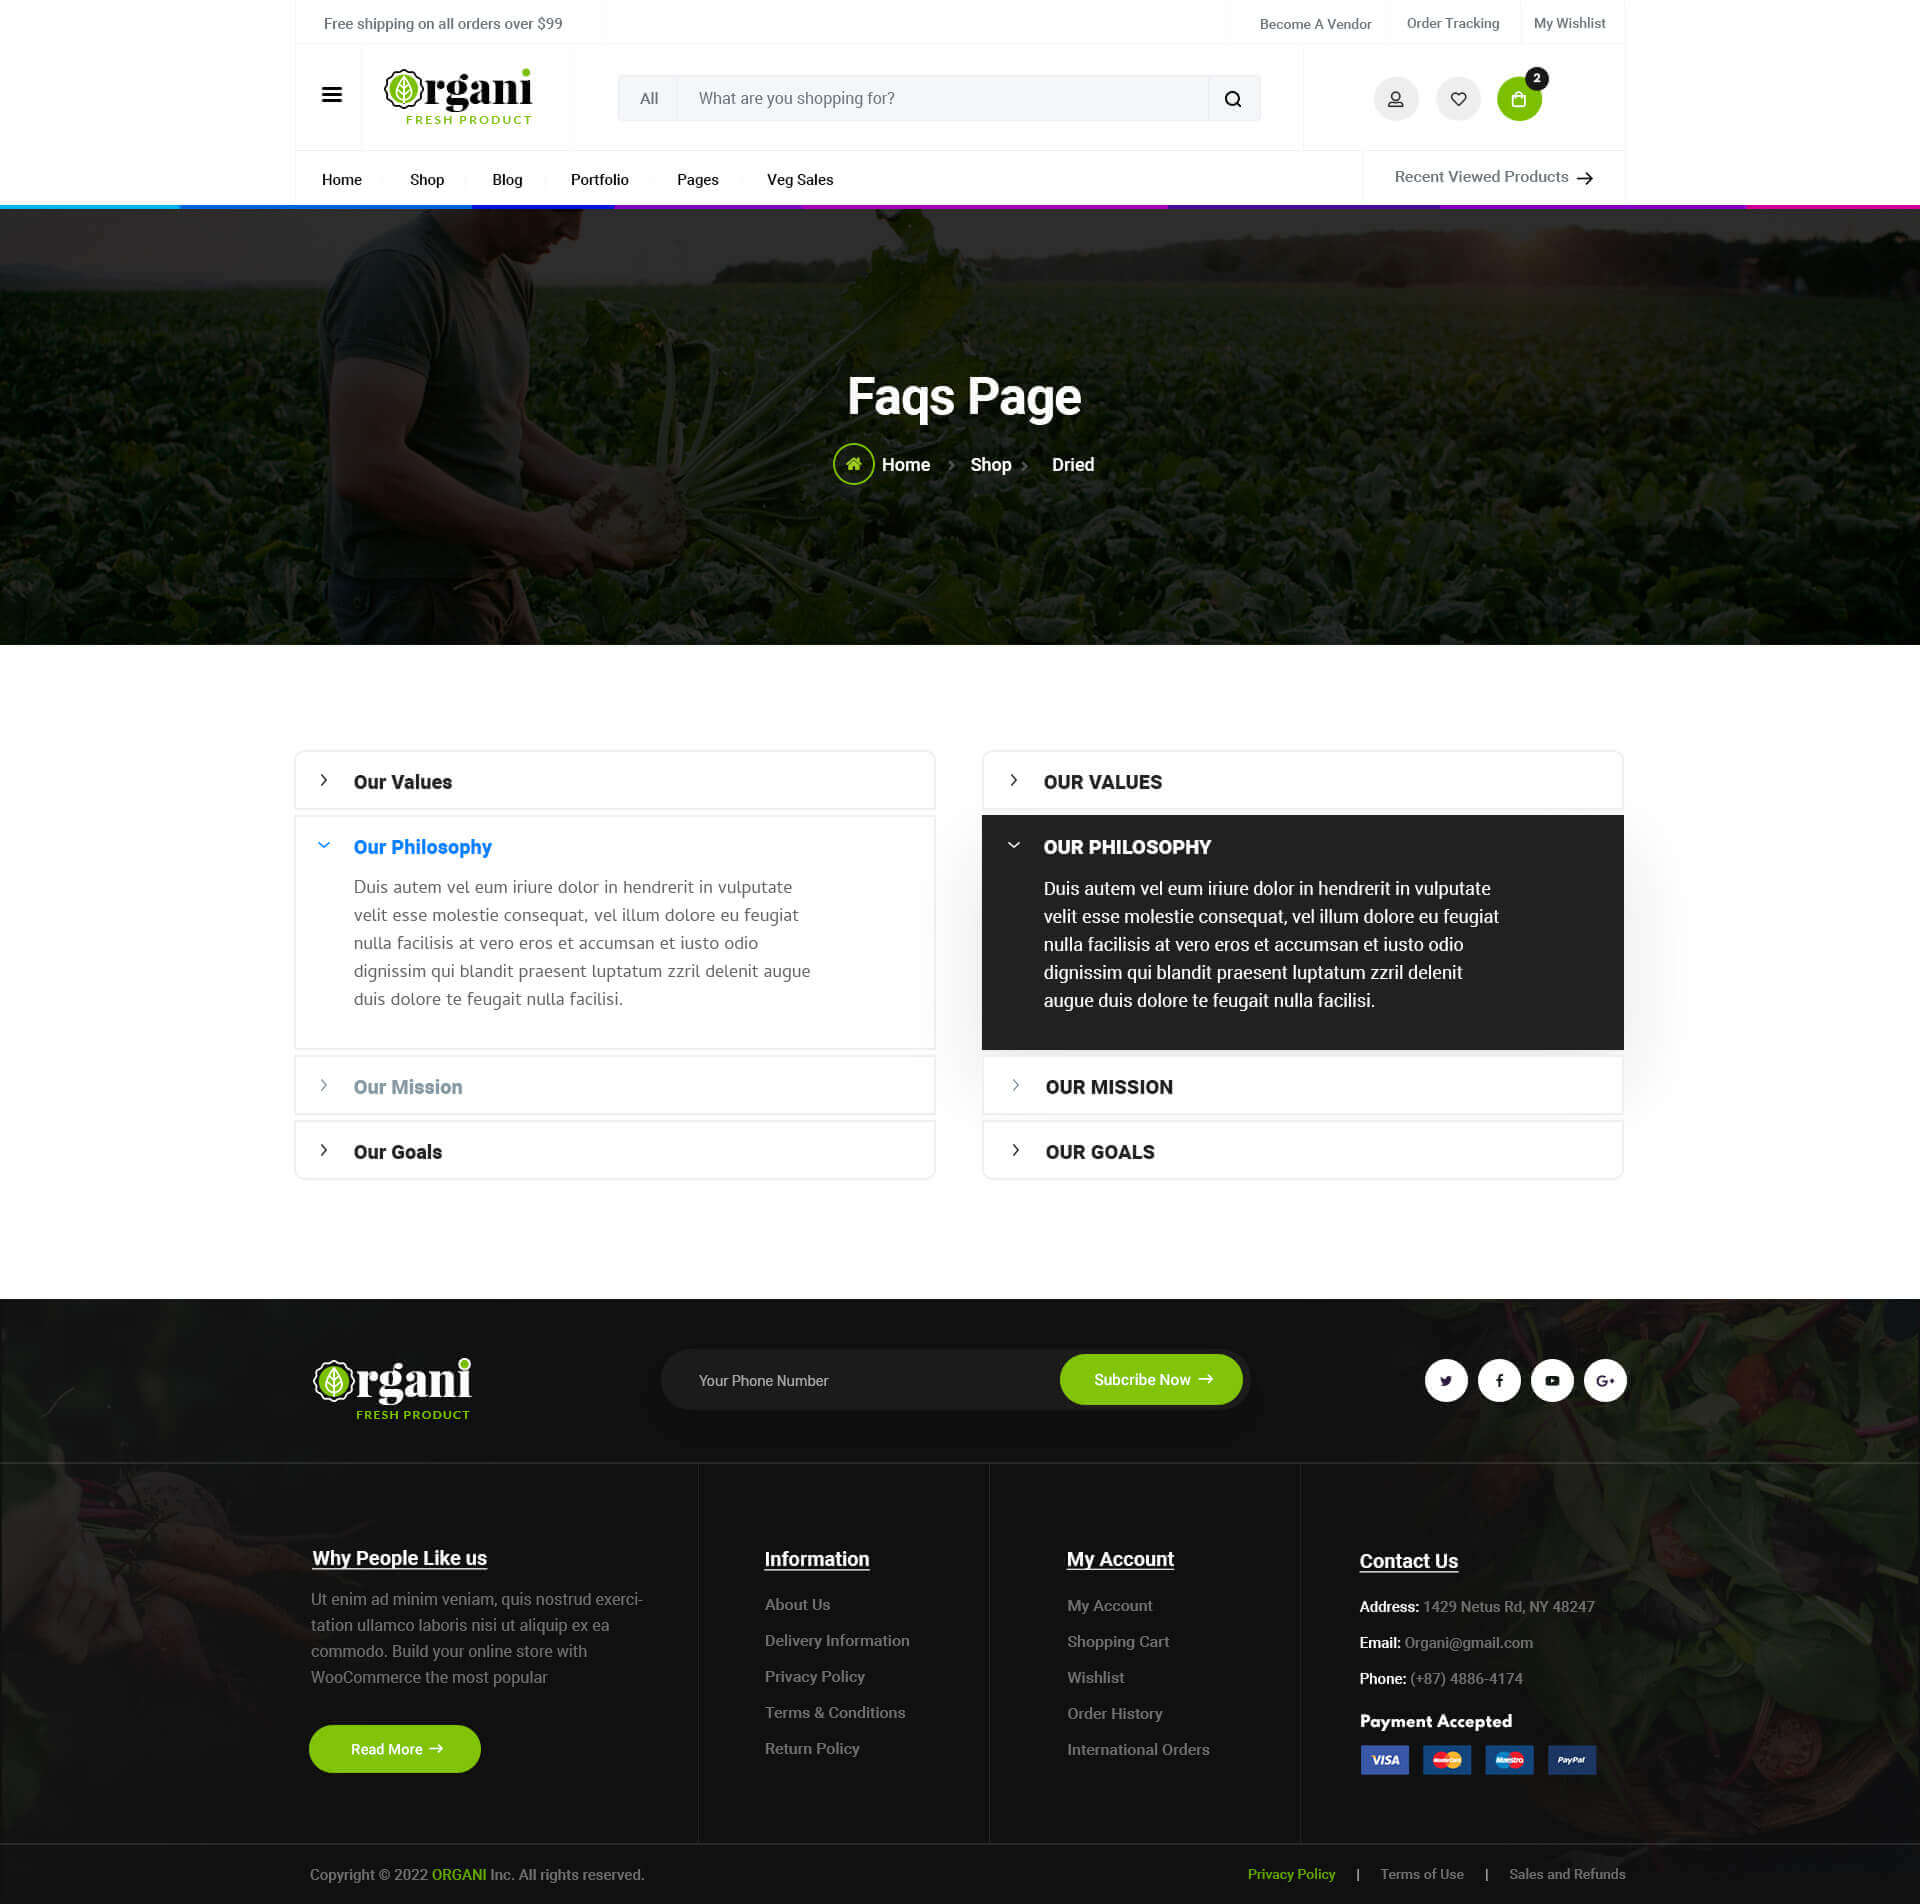 Free shipping on all orders over $99
Become A Vendor
Order Tracking
My Wishlist
Organi
FRESH PRODUCT
All
What are you shopping for?
2
Home
Shop
Blog
Portfolio
Pages
Veg Sales
Recent Viewed Products
Faqs Page
Home
Shop
Dried
Our Values
Our Philosophy
Duis autem vel eum iriure dolor in hendrerit in vulputate
velit esse molestie consequat, vel illum dolore eu feugiat
nulla facilisis at vero eros et accumsan et iusto odio
dignissim qui blandit praesent luptatum zzril delenit augue
duis dolore te feugait nulla facilisi.
Our Mission
Our Goals
OUR VALUES
OUR PHILOSOPHY
Duis autem vel eum iriure dolor in hendrerit in vulputate
velit esse molestie consequat, vel illum dolore eu feugiat
nulla facilisis at vero eros et accumsan et iusto odio
dignissim qui blandit praesent luptatum zzril delenit
augue duis dolore te feugait nulla facilisi.
OUR MISSION
OUR GOALS
Organi
FRESH PRODUCT
Your Phone Number
Subcribe Now
G+
Why People Like us
Ut enim ad minim veniam, quis nostrud exerci-
tation ullamco laboris nisi ut aliquip ex ea
commodo. Build your online store with
WooCommerce the most popular
Read More
Information
About Us
Delivery Information
Privacy Policy
Terms & Conditions
Return Policy
My Account
My Account
Shopping Cart
Wishlist
Order History
International Orders
Contact Us
Address: 1429 Netus Rd, NY 48247
Email: Organi@gmail.com
Phone: (+87) 4886-4174
Payment Accepted
VISA
MasterCard
Maestro
PayPal
Copyright © 2022 ORGANI Inc. All rights reserved.
Privacy Policy | Terms of Use | Sales and Refunds